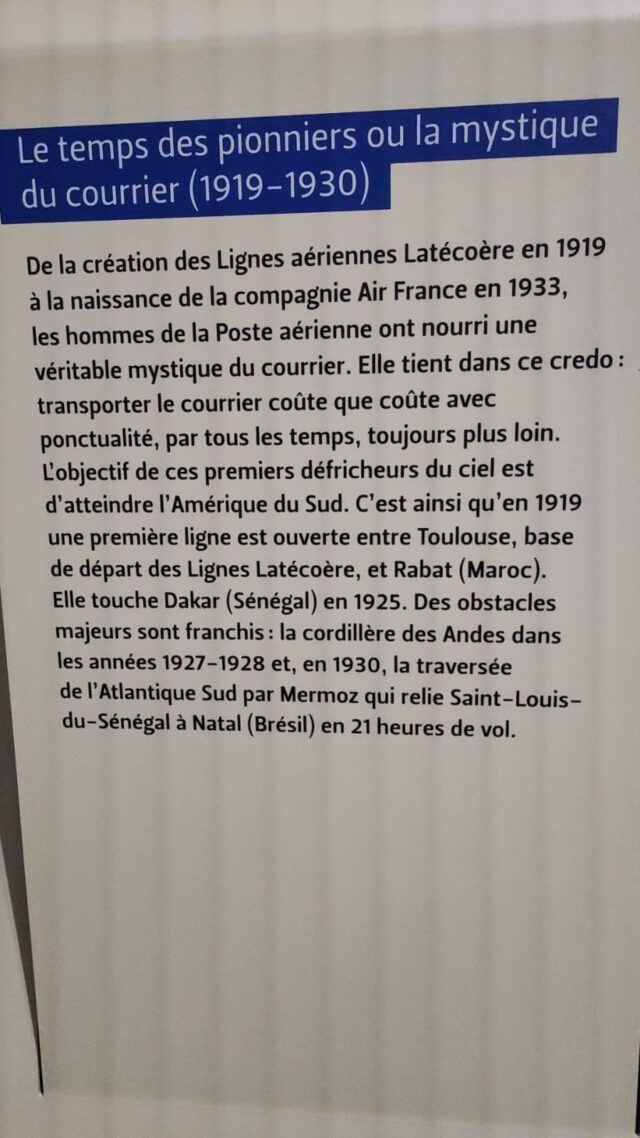 Le temps des pionniers ou la mystique
du courrier (1919-1930)
De la création des Lignes aériennes Latécoère en 1919
à la naissance de la compagnie Air France en 1933,
les hommes de la Poste aérienne ont nourri une
véritable mystique du courrier. Elle tient dans ce credo :
transporter le courrier coûte que coûte avec
ponctualité, par tous les temps, toujours plus loin.
L'objectif de ces premiers défricheurs du ciel est
d'atteindre l'Amérique du Sud. C'est ainsi qu'en 1919
une première ligne est ouverte entre Toulouse, base
de départ des Lignes Latécoère, et Rabat (Maroc).
Elle touche Dakar (Sénégal) en 1925. Des obstacles
majeurs sont franchis : la cordillère des Andes dans
les années 1927-1928 et, en 1930, la traversée
de l'Atlantique Sud par Mermoz qui relie Saint-Louis-
du-Sénégal à Natal (Brésil) en 21 heures de vol.